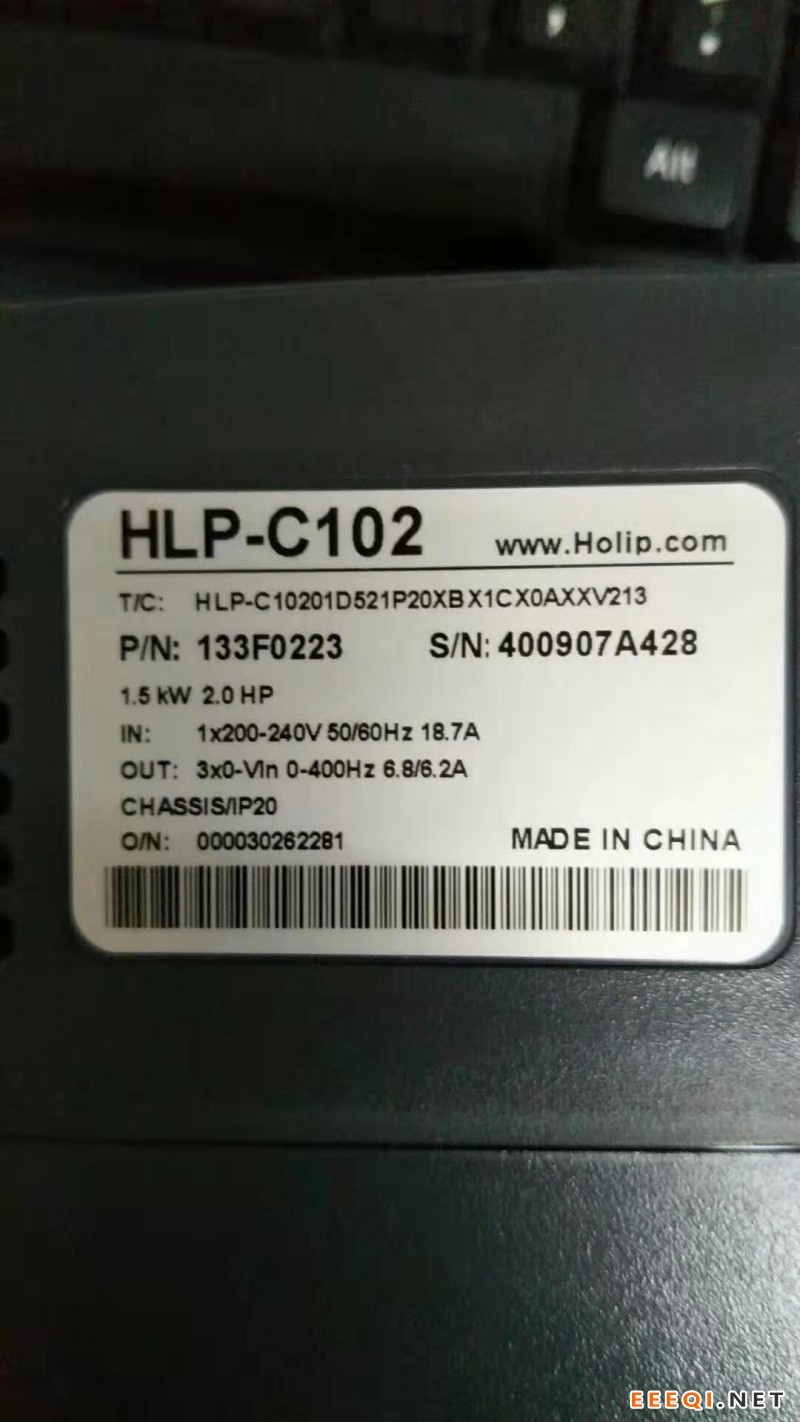 Alt
HLP-C102 www.Holip.com
T/C: HLP-C10201D521P20XBX1CX0AXXV213
P/N: 133F0223 S/N: 400907A428
1.5 kW 2.0 HP
IN: 1x200-240V 50/60Hz 18.7A
OUT: 3x0-Vin 0-400Hz 6.8/6.2A
CHASSIS/IP20
O/N: 000030262281 MADE IN CHINA
EEEQI.NET